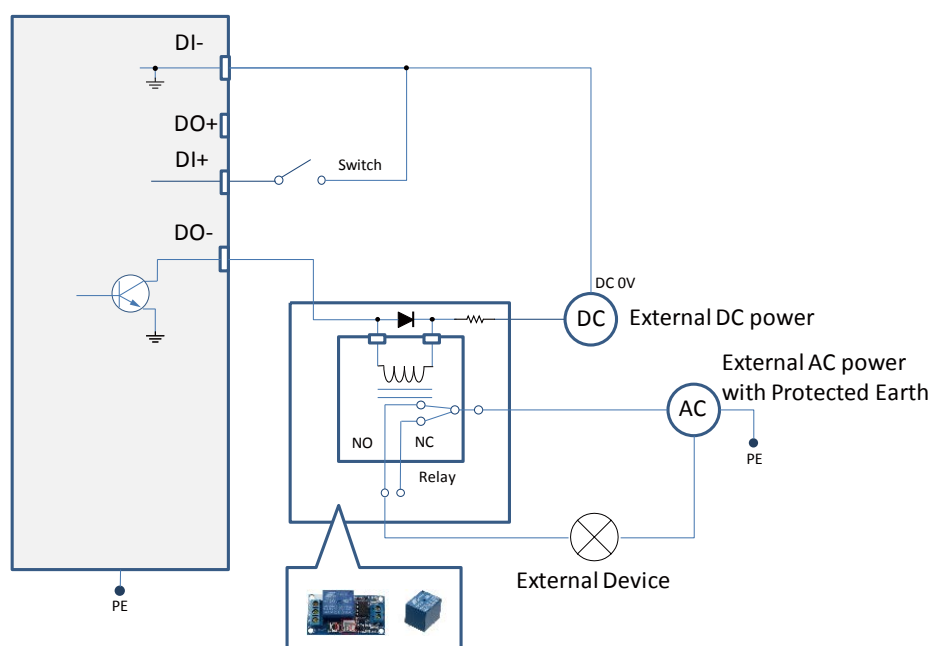 DI-
DO+
DI+
Switch
DO-
DC 0V
DC
External DC power
External AC power
with Protected Earth
AC
PE
NO
NC
Relay
External Device
PE